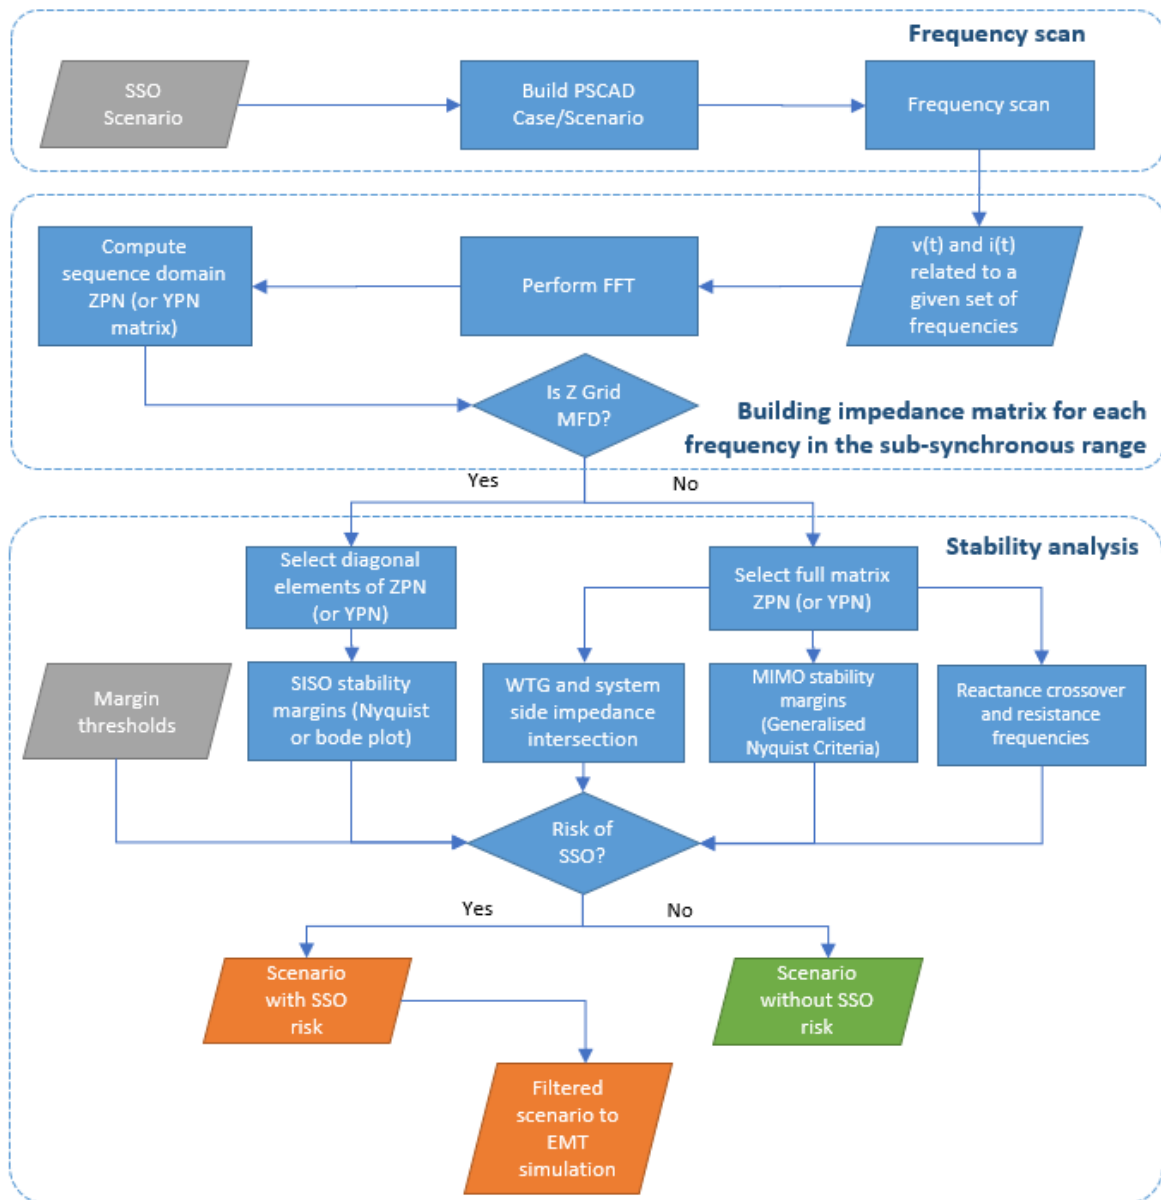 Frequency scan
SSO
Scenario
Build PSCAD
Case/Scenario
Frequency scan
Compute
sequence domain
ZPN (or YPN
matrix)
Perform FFT
v(t) and i(t)
related to a
given set of
frequencies
Is Z Grid
MFD?
Building impedance matrix for each
frequency in the sub-synchronous range
Yes
No
Stability analysis
Select diagonal
elements of ZPN
(or YPN)
Select full matrix
ZPN (or YPN)
Margin
thresholds
SISO stability
margins (Nyquist
or bode plot)
WTG and system
side impedance
intersection
MIMO stability
margins
(Generalised
Nyquist Criteria)
Reactance crossover
and resistance
frequencies
Risk of
SSO?
Yes
No
Scenario
with SSO
risk
Scenario
without SSO
risk
Filtered
scenario to
EMT
simulation